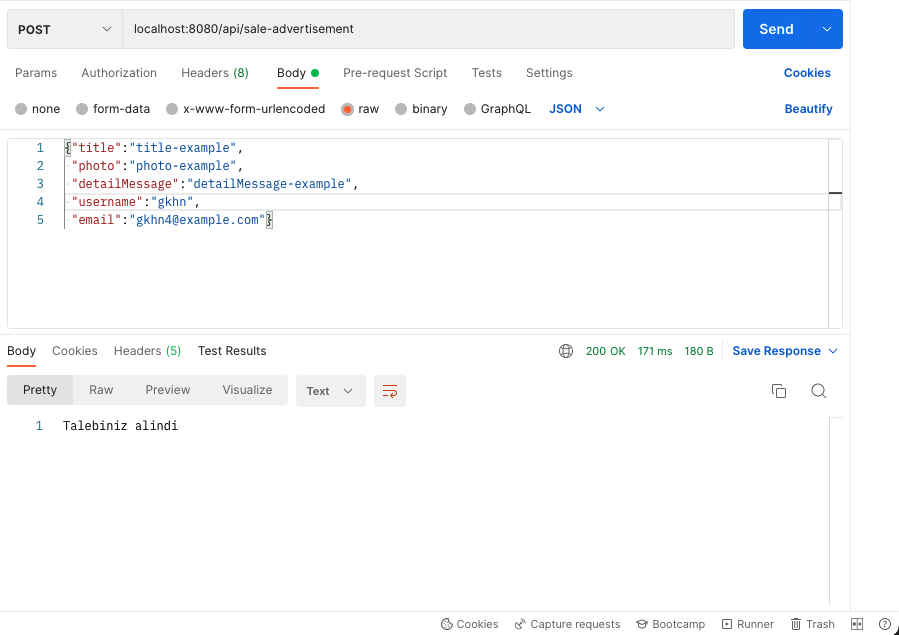 POST localhost:8080/api/sale-advertisement Send
Params Authorization Headers (8) Body Pre-request Script Tests Settings Cookies
none form-data x-www-form-urlencoded raw binary GraphQL JSON Beautify
1 {"title":"title-example",
2 "photo":"photo-example",
3 "detailMessage":"detailMessage-example",
4 "username":"gkhn",
5 "email":"gkhn4@example.com"}
Body Cookies Headers (5) Test Results 200 OK 171 ms 180 B Save Response
Pretty Raw Preview Visualize Text
1 Talebiniz alindi
Cookies Capture requests Bootcamp Runner Trash